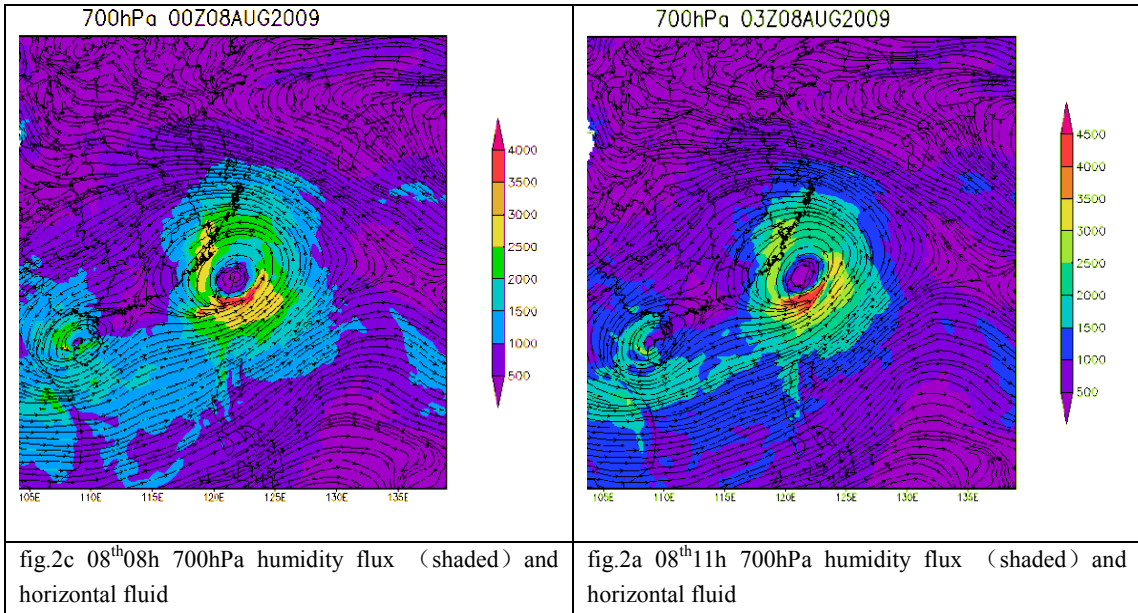 700hPa 00Z08AUG2009
4000
3500
3000
2500
2000
1500
1000
500
105E 110E 115E 120E 125E 130E 135E
fig.2c 08th08h 700hPa humidity flux （shaded）and
horizontal fluid
700hPa 03Z08AUG2009
4500
4000
3500
3000
2500
2000
1500
1000
500
105E 110E 115E 120E 125E 130E 135E
fig.2a 08th11h 700hPa humidity flux （shaded）and
horizontal fluid